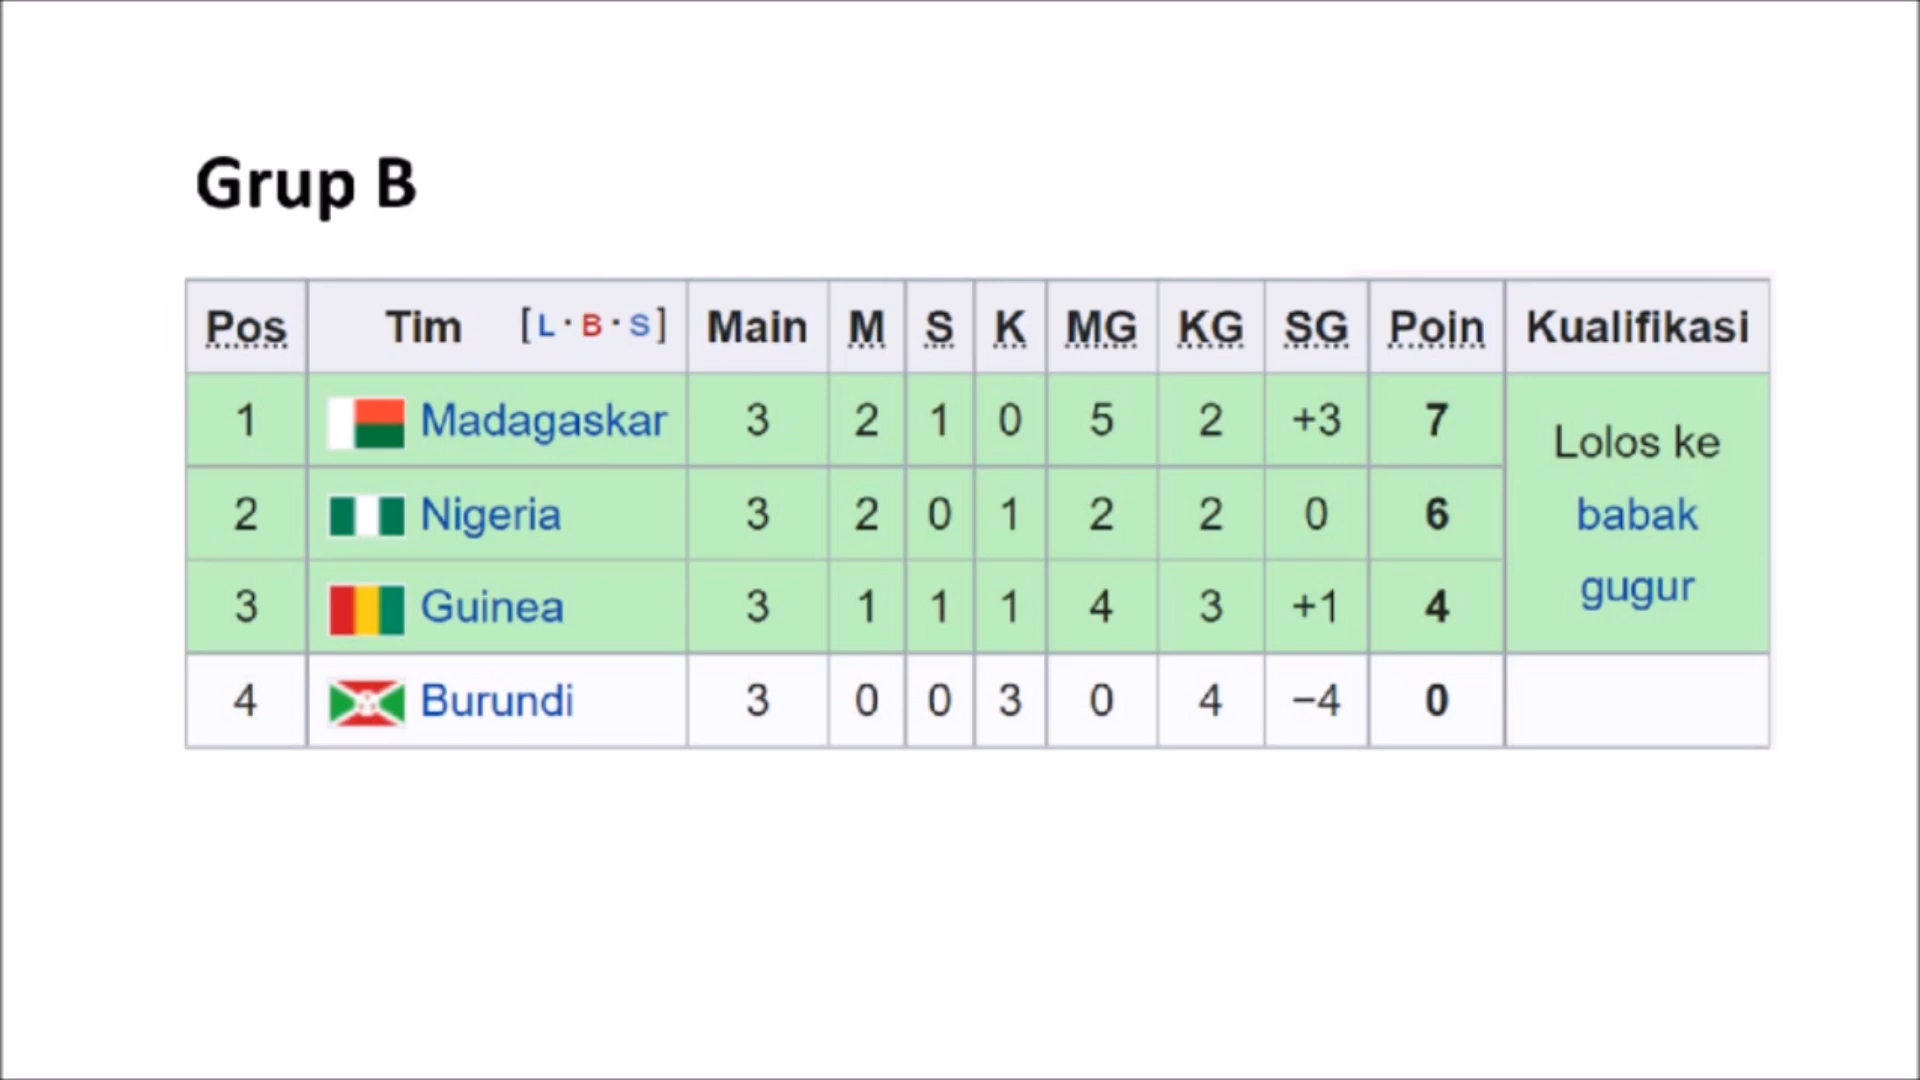 Grup B
Pos Tim [L · B · S] Main M S K MG KG SG Poin Kualifikasi
1 Madagaskar 3 2 1 0 5 2 +3 7 Lolos ke babak gugur
2 Nigeria 3 2 0 1 2 2 0 6
3 Guinea 3 1 1 1 4 3 +1 4
4 Burundi 3 0 0 3 0 4 −4 0